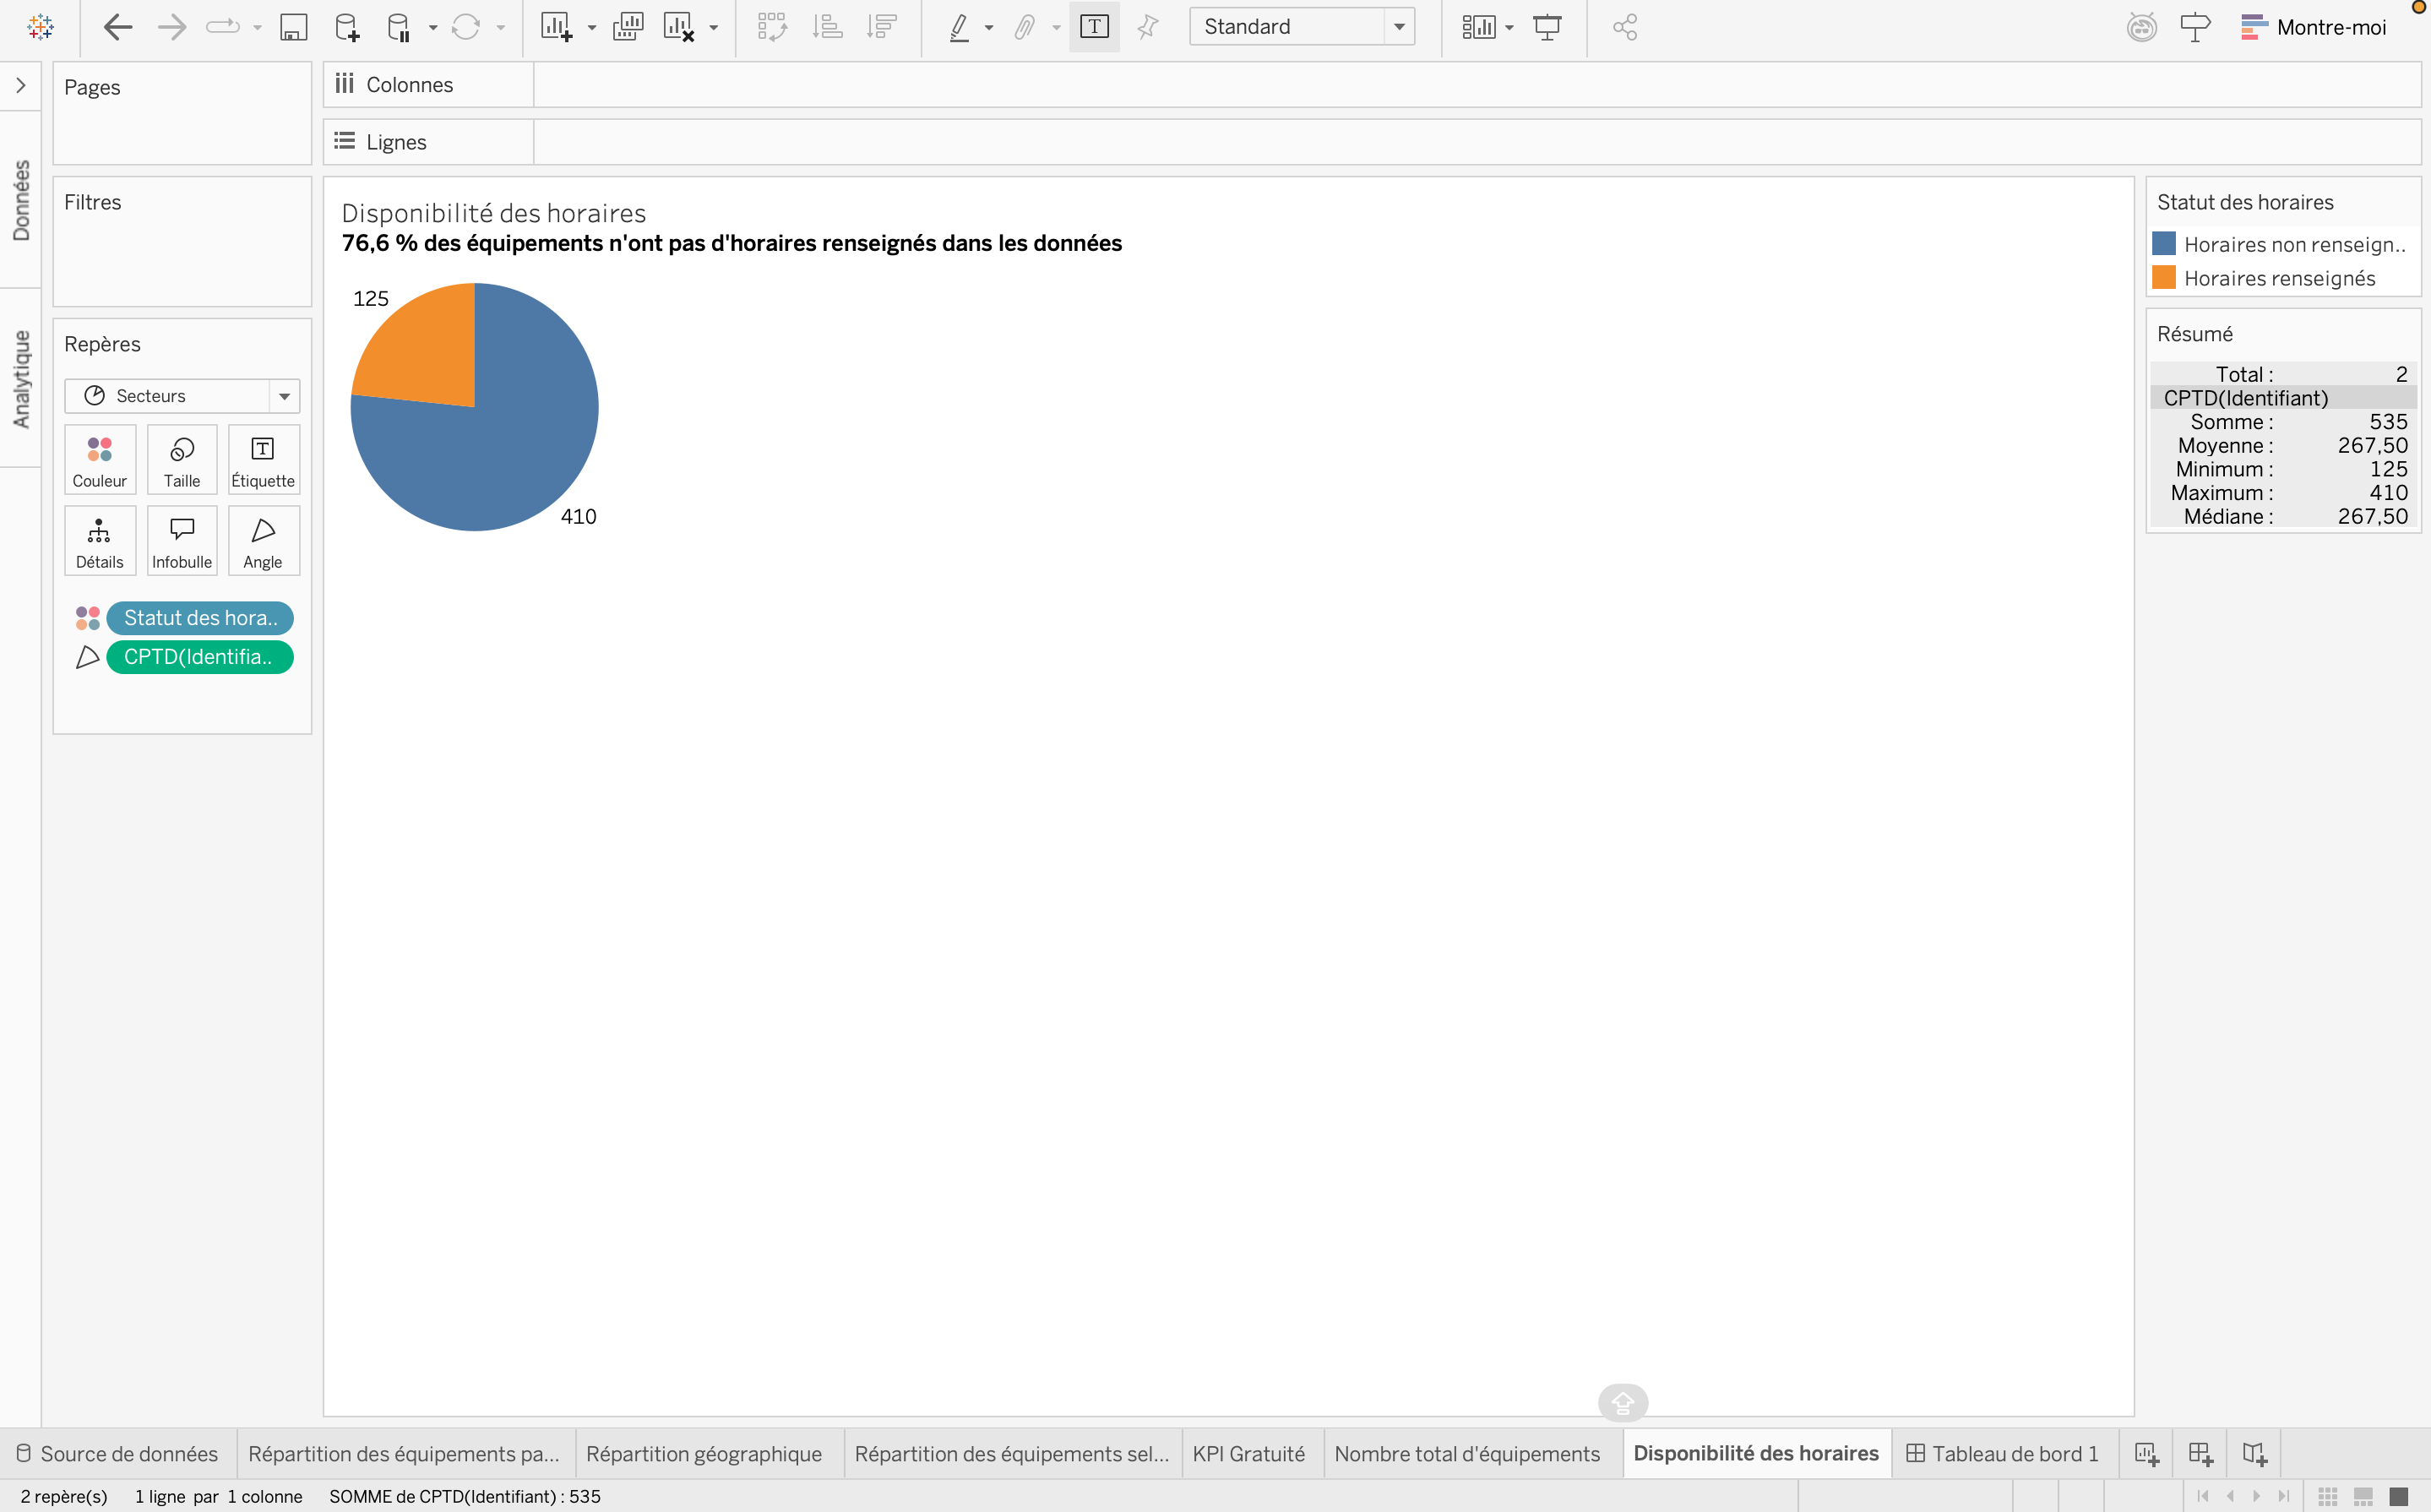 Standard
Montre-moi
Données
Analytique
Pages
Colonnes
Lignes
Filtres
Repères
Secteurs
Couleur
Taille
Étiquette
Détails
Infobulle
Angle
Statut des hora..
CPTD(Identifia..
Disponibilité des horaires
76,6 % des équipements n'ont pas d'horaires renseignés dans les données
125
410
Statut des horaires
Horaires non renseign..
Horaires renseignés
Résumé
Total : 2
CPTD(Identifiant)
Somme : 535
Moyenne : 267,50
Minimum : 125
Maximum : 410
Médiane : 267,50
Source de données
Répartition des équipements pa...
Répartition géographique
Répartition des équipements sel...
KPI Gratuité
Nombre total d'équipements
Disponibilité des horaires
Tableau de bord 1
2 repère(s)
1 ligne par 1 colonne
SOMME de CPTD(Identifiant) : 535